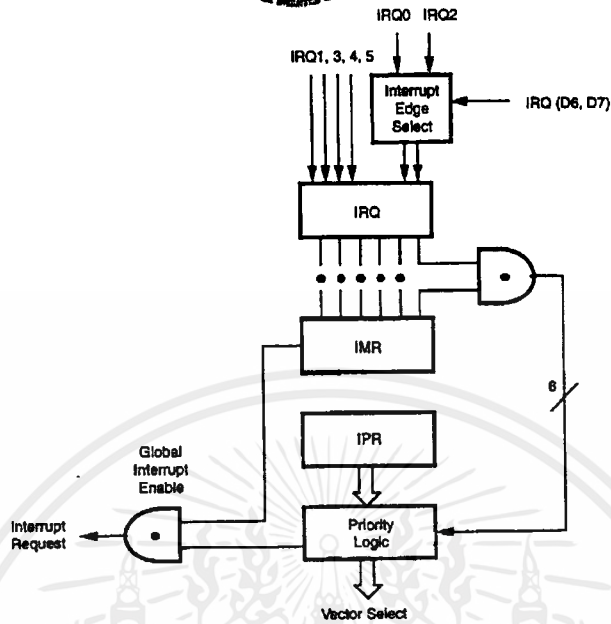 IRQ0 IRQ2
IRQ1, 3, 4, 5
Interrupt
Edge
Select
IRQ (D6, D7)
IRQ
IMR
6
IPR
Global
Interrupt
Enable
Interrupt
Request
Priority
Logic
Vector Select